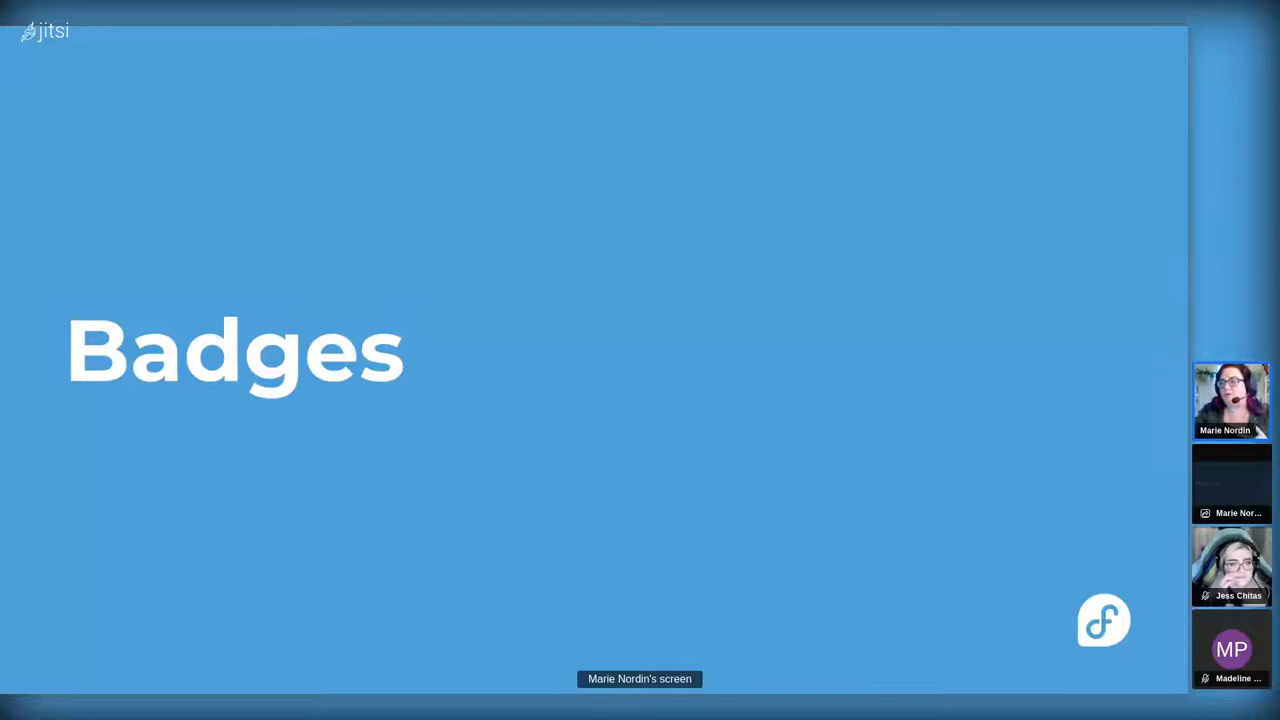 jitsi
Badges
Marie Nordin
Marie Nor...
Jess Chitas
MP
Madeline ...
Marie Nordin's screen